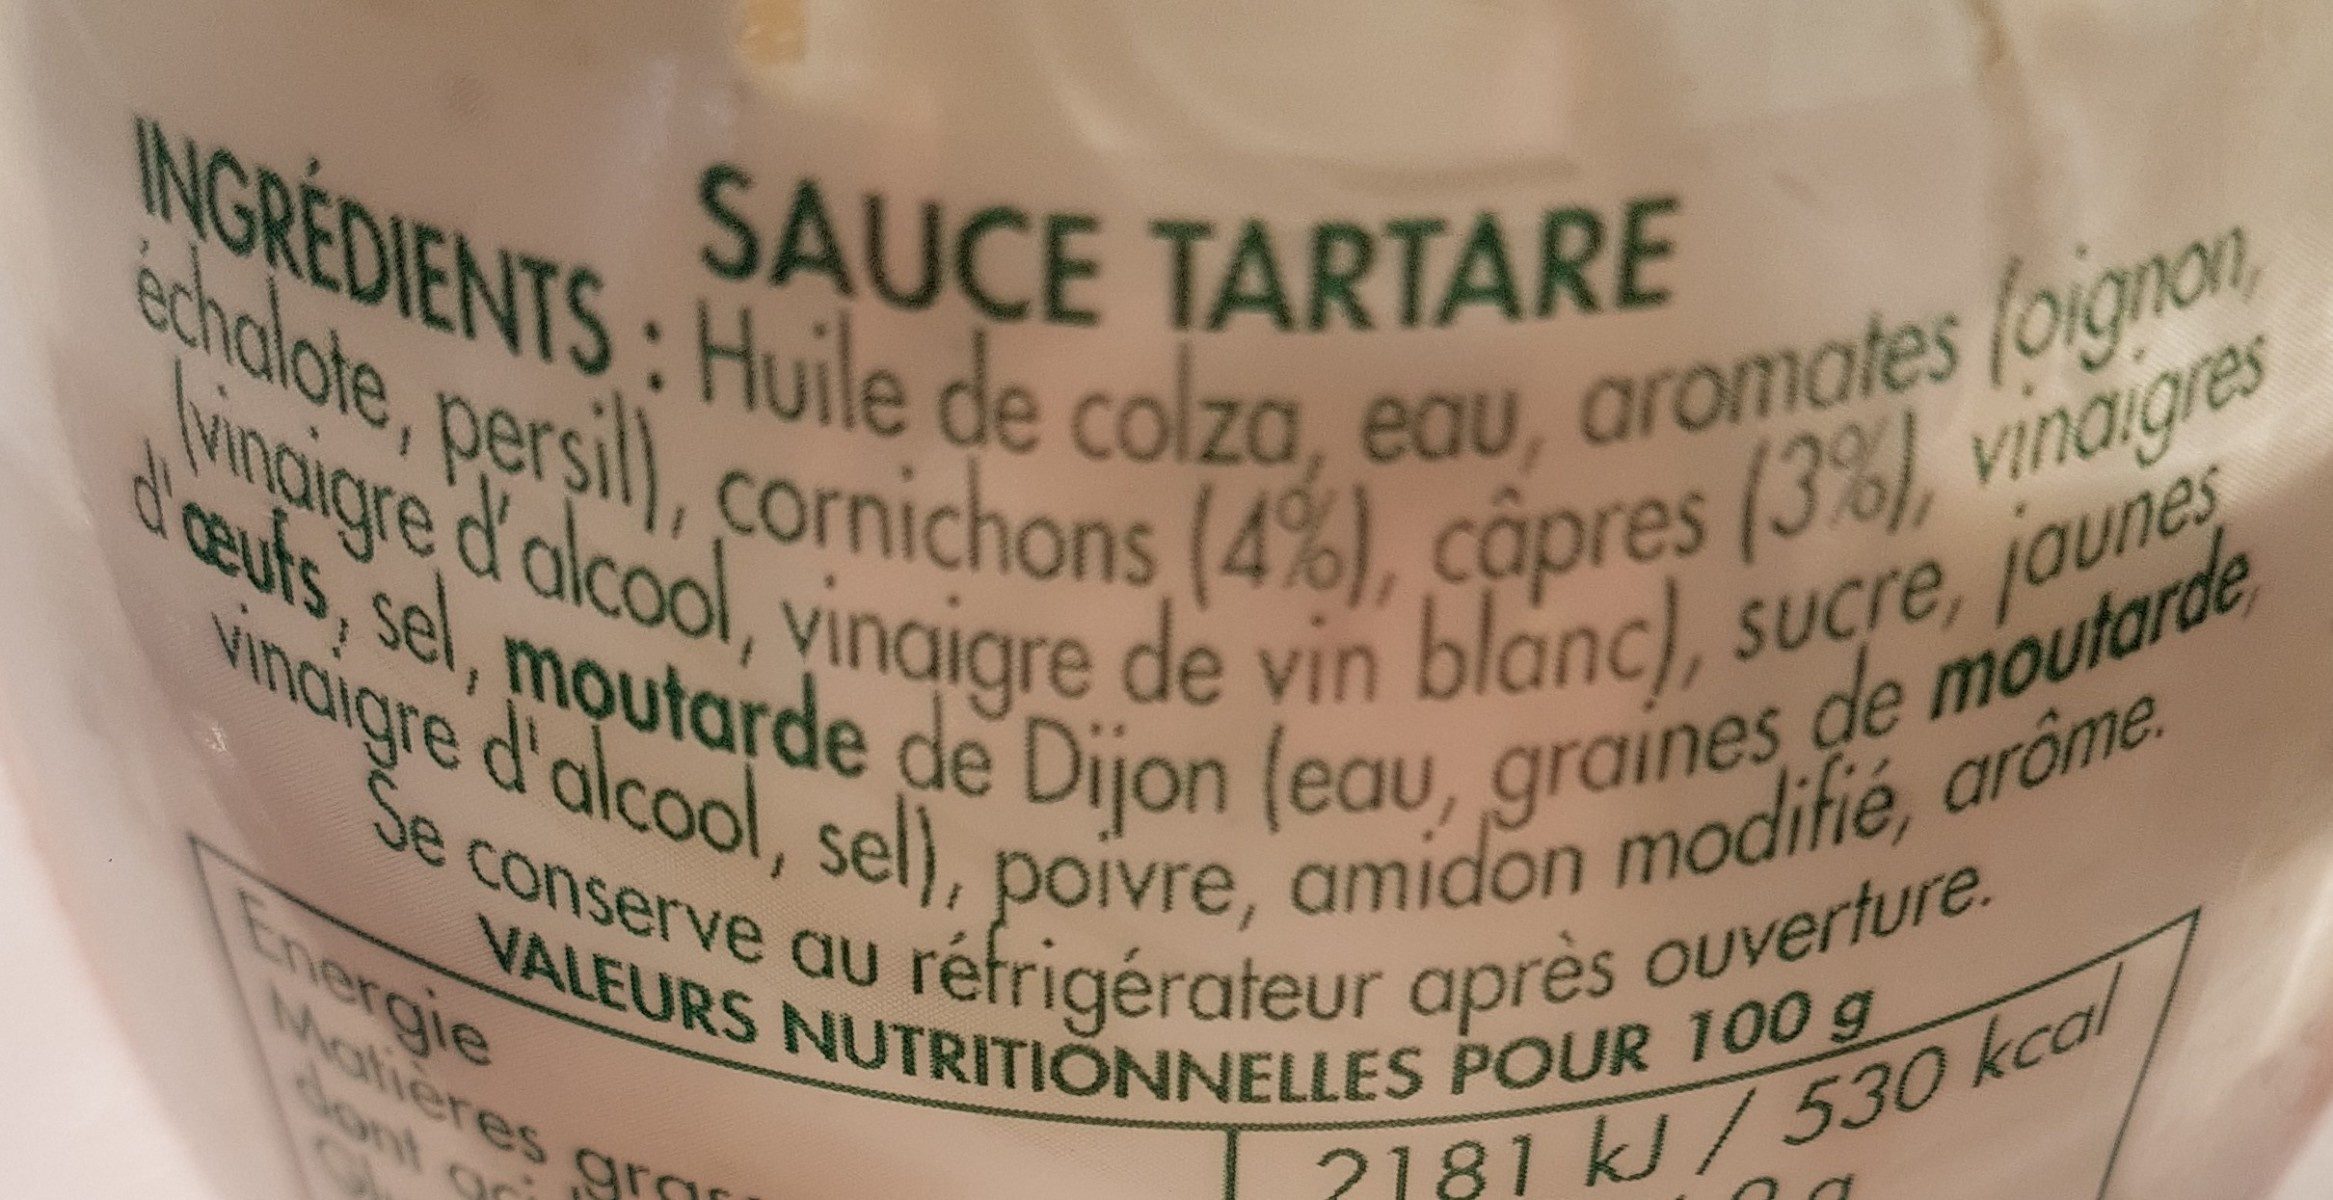 SAUCE TARTARE
INGRÉDIENTS : Huile de colza, eau, aromates (oignon,
échalote, persil), cornichons (4%), câpres (3%), vinaigres
(vinaigre d'alcool, vinaigre de vin blanc), sucre, jaunes
d'œufs, sel, moutarde de Dijon (eau, graines de moutarde,
vinaigre d'alcool, sel), poivre, amidon modifié, arôme.
Se conserve au réfrigérateur après ouverture.
VALEURS NUTRITIONNELLES POUR 100 g
Energie 2181 kJ / 530 kcal
Matières
dont